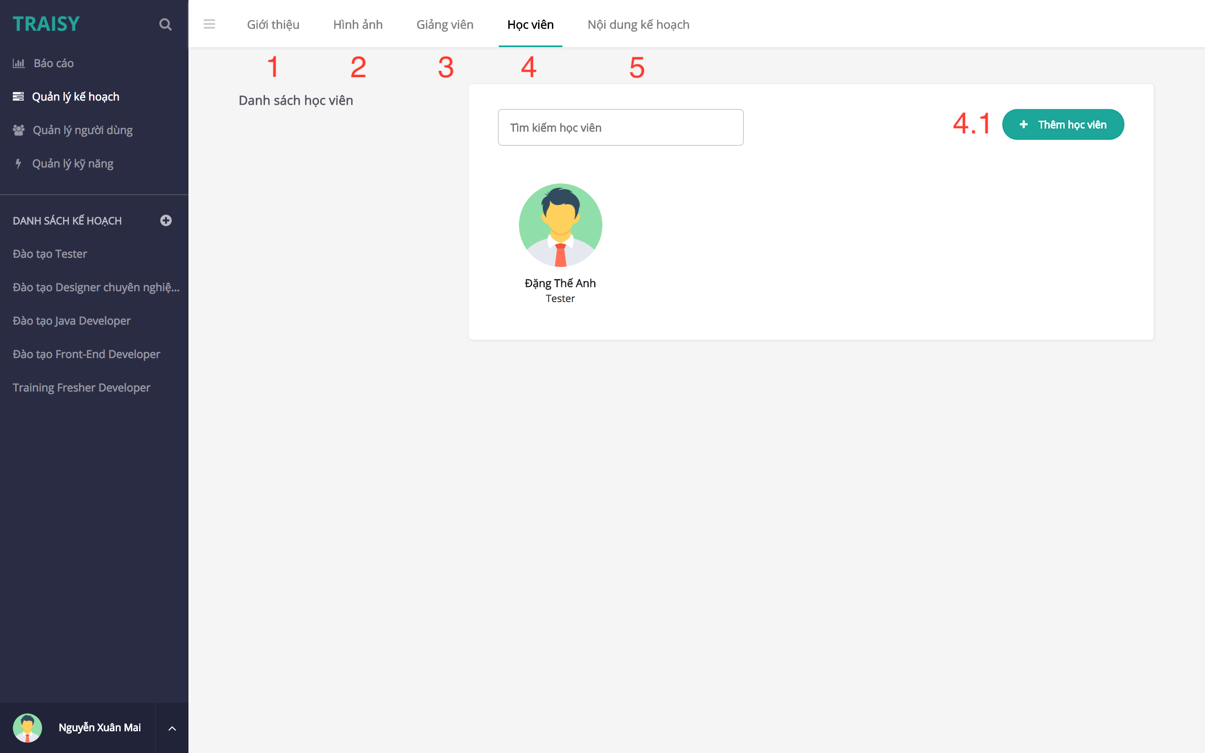 TRAISY
Báo cáo
Quản lý kế hoạch
Quản lý người dùng
Quản lý kỹ năng
DANH SÁCH KẾ HOẠCH
Đào tạo Tester
Đào tạo Designer chuyên nghiệ...
Đào tạo Java Developer
Đào tạo Front-End Developer
Training Fresher Developer
Nguyễn Xuân Mai
Giới thiệu Hình ảnh Giảng viên Học viên Nội dung kế hoạch
1 2 3 4 5
Danh sách học viên
Tìm kiếm học viên
4.1 + Thêm học viên
Đặng Thế Anh
Tester